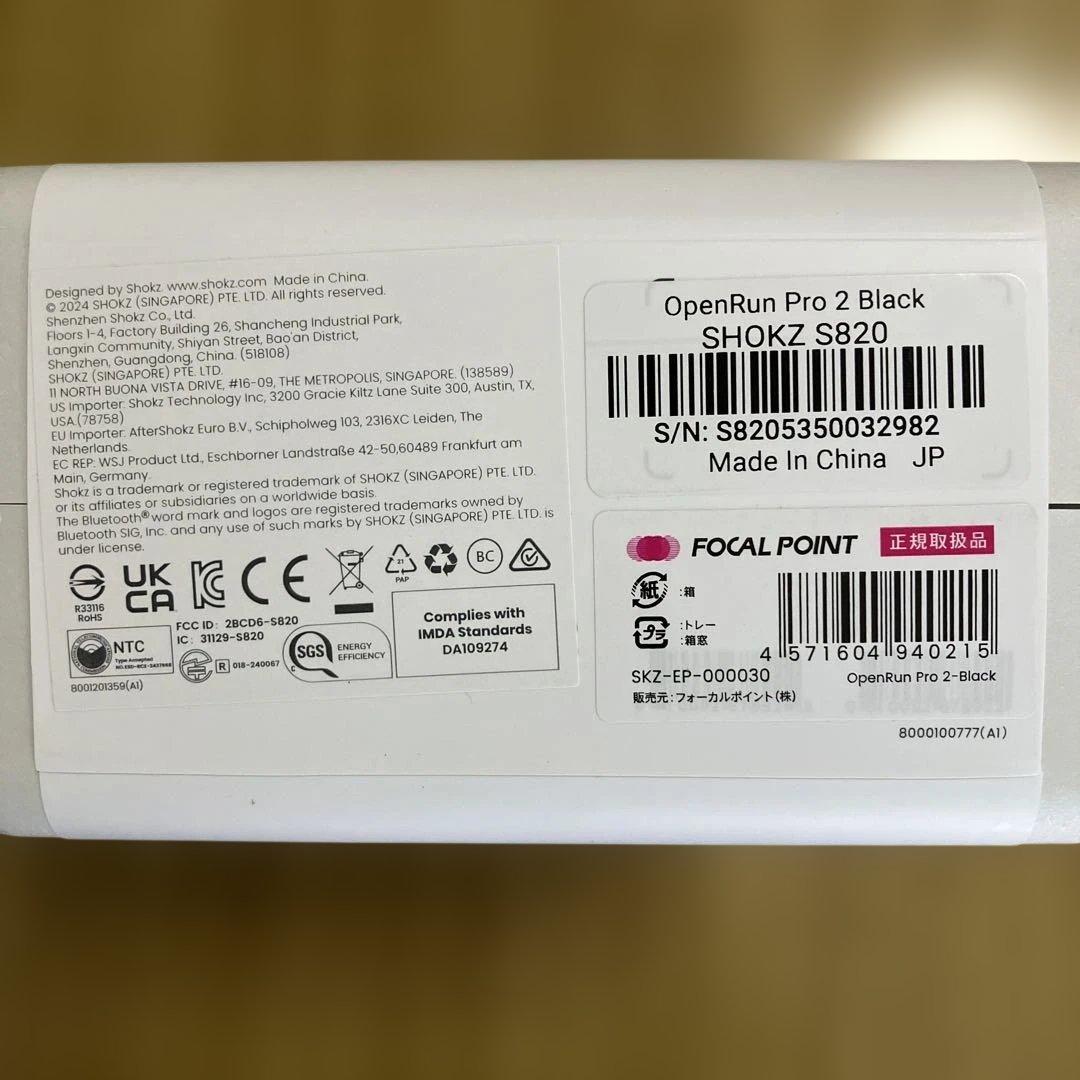 Designed by Shokz. www.shokz.com Made in China.
© 2024 SHOKZ (SINGAPORE) PTE. LTD. All rights reserved.
Shenzhen Shokz Co., Ltd.
Floors 1-4, Factory Building 26, Shancheng Industrial Park,
Langxin Community, Shiyan Street, Bao'an District,
Shenzhen, Guangdong, China. (518108)
SHOKZ (SINGAPORE) PTE. LTD.
11 NORTH BUONA VISTA DRIVE, #16-09, THE METROPOLIS, SINGAPORE. (138589)
US Importer: Shokz Technology Inc, 3200 Gracie Kiltz Lane Suite 300, Austin, TX,
USA.(78758)
EU Importer: AfterShokz Euro B.V., Schipholweg 103, 2316XC Leiden, The
Netherlands.
EC REP: WSJ Product Ltd., Eschborner Landstraße 42-50,60489 Frankfurt am
Main, Germany.
Shokz is a trademark or registered trademark of SHOKZ (SINGAPORE) PTE. LTD.
or its affiliates or subsidiaries on a worldwide basis.
The Bluetooth® word mark and logos are registered trademarks owned by
Bluetooth SIG, Inc. and any use of such marks by SHOKZ (SINGAPORE) PTE. LTD. is
under license.
R33116
RoHS
UK
CA
CE
21
PAP
BC
FCC ID: 2BCD6-S820
IC: 31129-S820
NTC
Type Accepted
R 018-240067
SGS
ENERGY
EFFICIENCY
Complies with
IMDA Standards
DA109274
8001201359(A1)
OpenRun Pro 2 Black
SHOKZ S820
S/N: S8205350032982
Made In China JP
FOCAL POINT 正規取扱品
紙 :箱
プラ :トレー
:箱窓
4 571604 940215
SKZ-EP-000030
OpenRun Pro 2-Black
販売元:フォーカルポイント(株)
8000100777(A1)